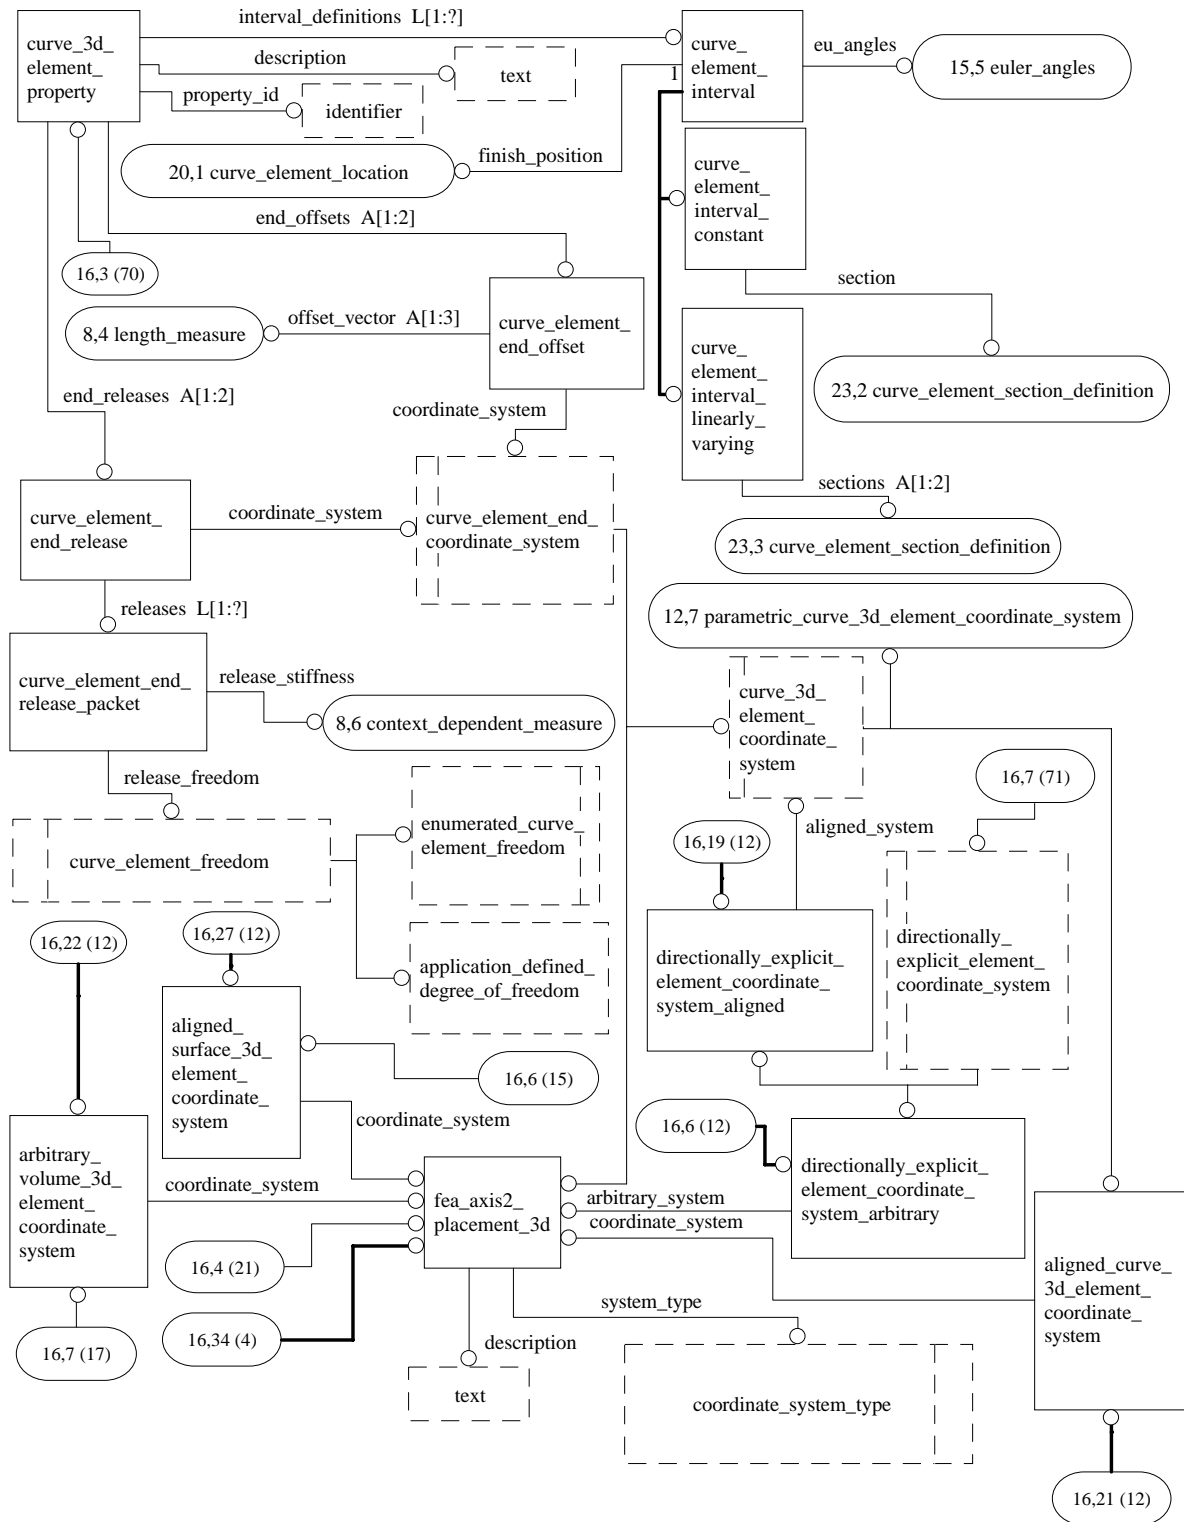 interval_definitions L[1:?]
curve_3d_
element_
property
description
text
property_id
identifier
curve_
element_
interval
1
eu_angles
15,5 euler_angles
finish_position
20,1 curve_element_location
curve_
element_
interval_
constant
end_offsets A[1:2]
16,3 (70)
section
offset_vector A[1:3]
8,4 length_measure
curve_element_
end_offset
curve_
element_
interval_
linearly_
varying
23,2 curve_element_section_definition
end_releases A[1:2]
coordinate_system
sections A[1:2]
curve_element_
end_release
coordinate_system
curve_element_end_
coordinate_system
23,3 curve_element_section_definition
releases L[1:?]
12,7 parametric_curve_3d_element_coordinate_system
curve_element_end_
release_packet
release_stiffness
8,6 context_dependent_measure
curve_3d_
element_
coordinate_
system
release_freedom
16,7 (71)
enumerated_curve_
element_freedom
aligned_system
16,19 (12)
curve_element_freedom
16,22 (12)
16,27 (12)
application_defined_
degree_of_freedom
directionally_
explicit_element_
coordinate_system
directionally_explicit_
element_coordinate_
system_aligned
aligned_
surface_3d_
element_
coordinate_
system
16,6 (15)
coordinate_system
16,6 (12)
arbitrary_
volume_3d_
element_
coordinate_
system
coordinate_system
fea_axis2_
placement_3d
arbitrary_system
coordinate_system
directionally_explicit_
element_coordinate_
system_arbitrary
16,4 (21)
aligned_curve_
3d_element_
coordinate_
system
system_type
16,34 (4)
description
16,7 (17)
text
coordinate_system_type
16,21 (12)